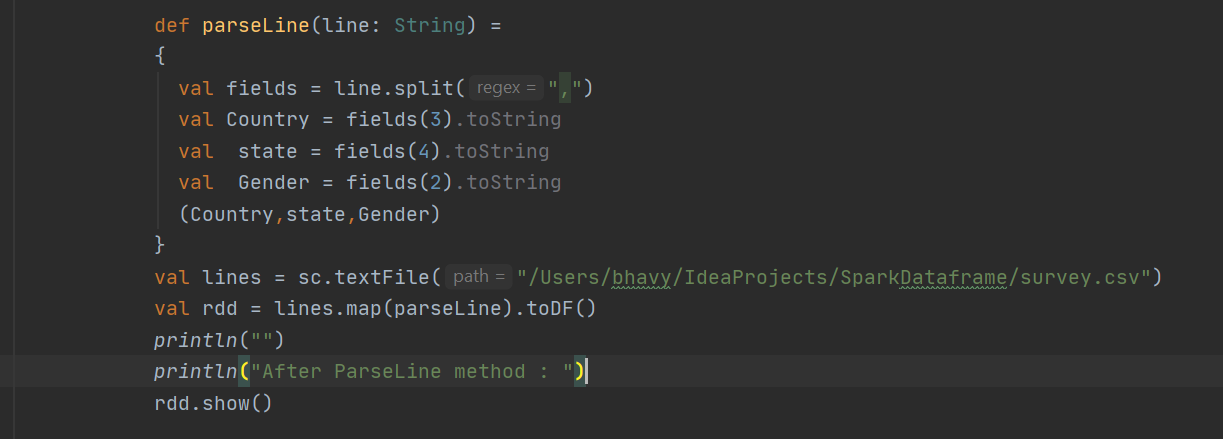 def parseLine(line: String) =
{
val fields = line.split( regex = ",")
val Country = fields(3).toString
val  state = fields(4).toString
val  Gender = fields(2).toString
(Country,state,Gender)
}
val lines = sc.textFile( path = "/Users/bhavy/IdeaProjects/SparkDataframe/survey.csv")
val rdd = lines.map(parseLine).toDF()
println("")
println("After ParseLine method : ")
rdd.show()